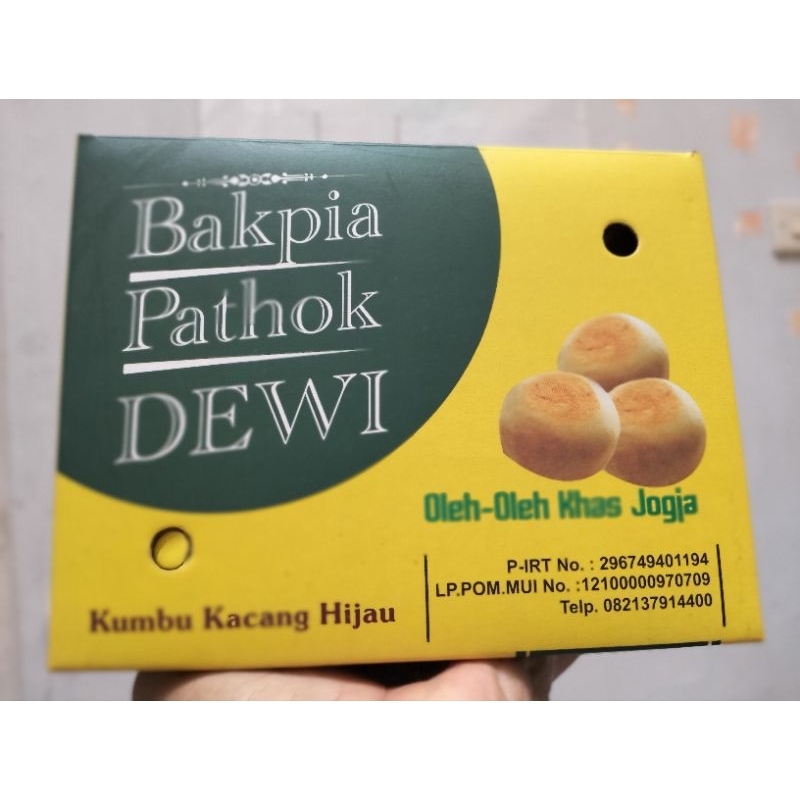 Bakpia
Pathok
DEWI
Oleh-Oleh Khas Jogja
P-IRT No. : 296749401194
LP.POM.MUI No. :12100000970709
Telp. 082137914400
Kumbu Kacang Hijau